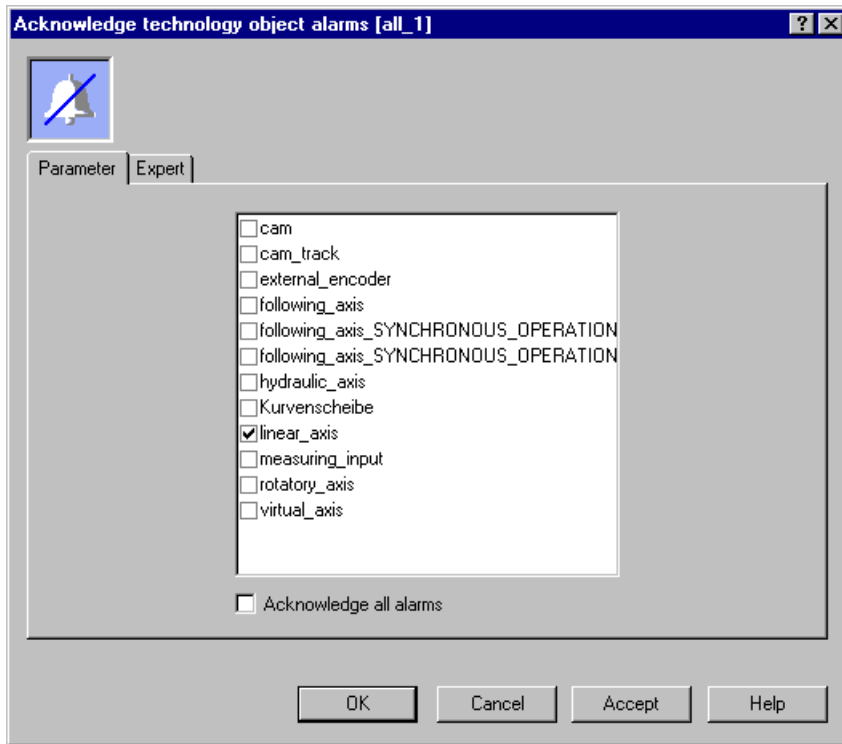 Acknowledge technology object alarms [all_1]
Parameter
Expert
cam
cam_track
external_encoder
following_axis
following_axis_SYNCHRONOUS_OPERATION
following_axis_SYNCHRONOUS_OPERATION
hydraulic_axis
Kurvenscheibe
linear_axis
measuring_input
rotatory_axis
virtual_axis
Acknowledge all alarms
OK
Cancel
Accept
Help